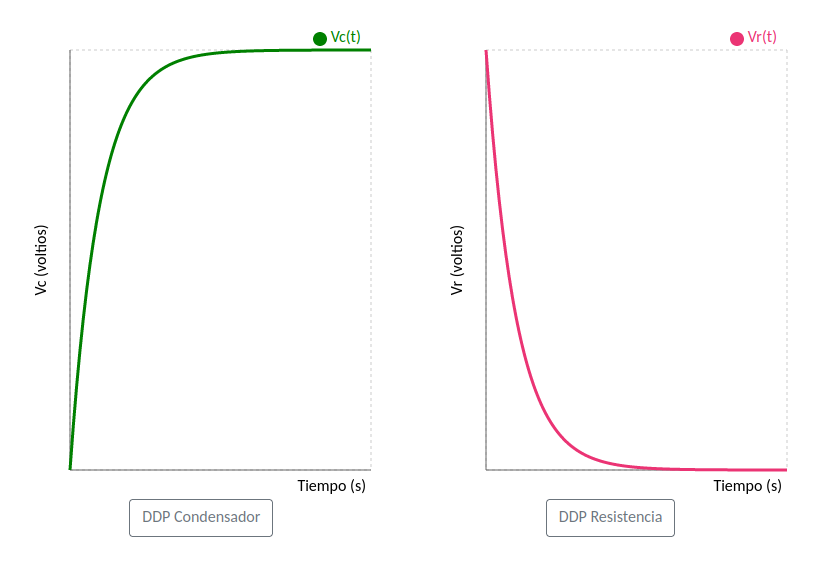 Vc(t)
Vc (voltios)
Tiempo (s)
DDP Condensador
Vr(t)
Vr (voltios)
Tiempo (s)
DDP Resistencia